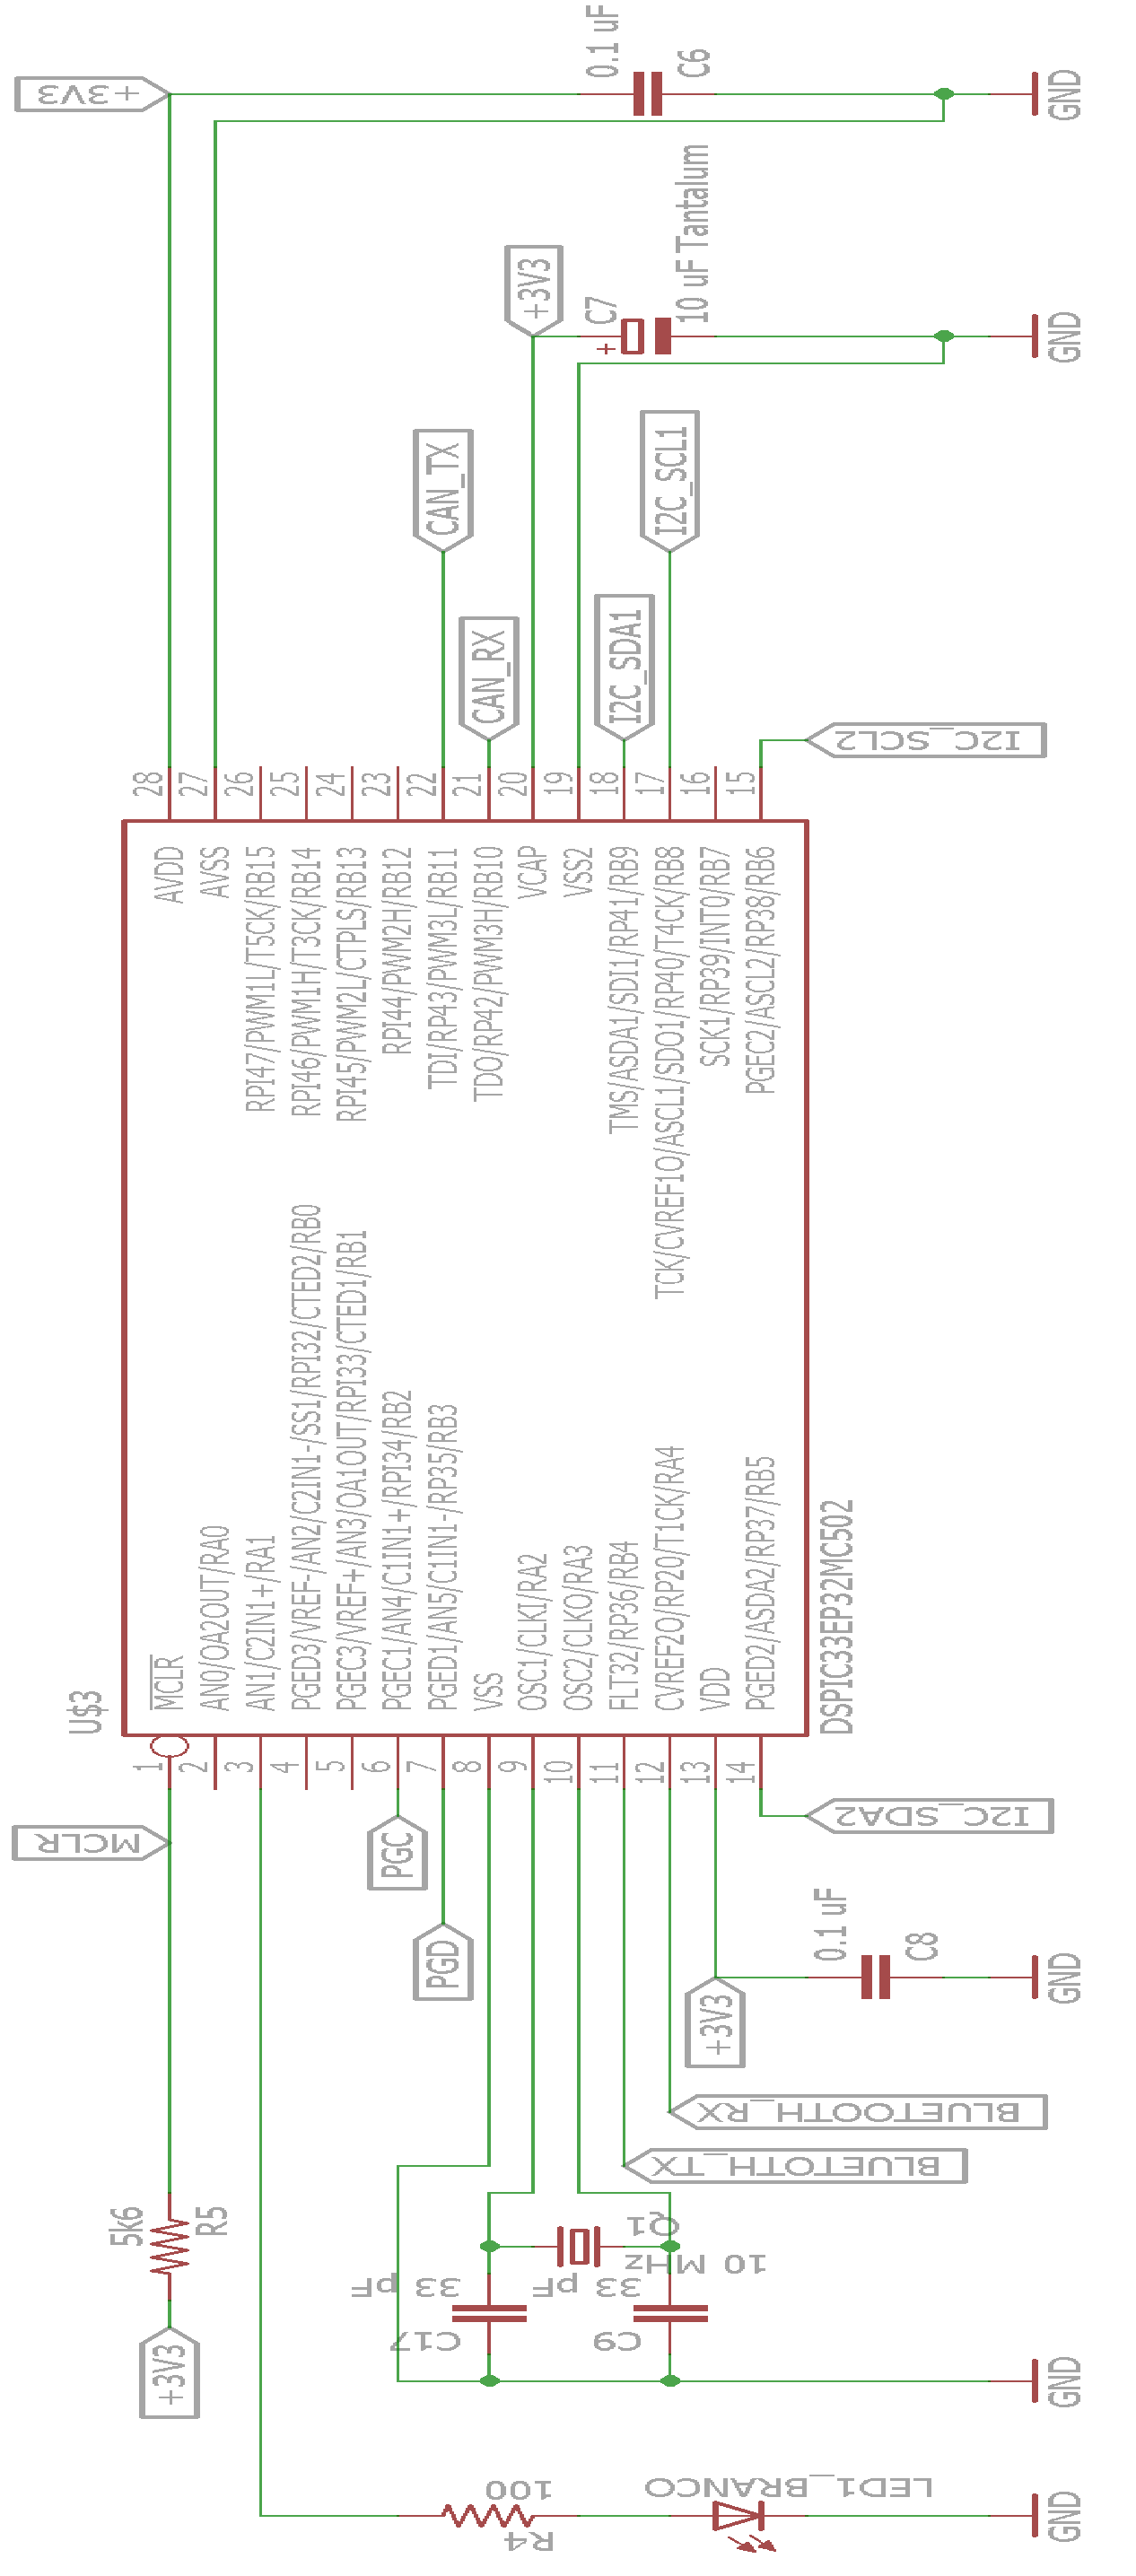 +3V3
0.1 uF
C6
GND
+3V3
C7
+
10 uF Tantalum
GND
CAN_TX
CAN_RX
I2C_SDA1
I2C_SCL1
I2C_SCL2
28
27
26
25
24
23
22
21
20
19
18
17
16
15
AVDD
AVSS
RPI47/PWM1L/T5CK/RB15
RPI46/PWM1H/T3CK/RB14
RPI45/PWM2L/CTPLS/RB13
RPI44/PWM2H/RB12
TDI/RP43/PWM3L/RB11
TDO/RP42/PWM3H/RB10
VCAP
VSS2
TMS/ASDA1/SDI1/RP41/RB9
TCK/CVREF1O/ASCL1/SDO1/RP40/T4CK/RB8
SCK1/RP39/INT0/RB7
PGEC2/ASCL2/RP38/RB6
U$3
MCLR
AN0/OA2OUT/RA0
AN1/C2IN1+/RA1
PGED3/VREF-/AN2/C2IN1-/SS1/RPI32/CTED2/RB0
PGEC3/VREF+/AN3/OA1OUT/RPI33/CTED1/RB1
PGEC1/AN4/C1IN1+/RPI34/RB2
PGED1/AN5/C1IN1-/RP35/RB3
VSS
OSC1/CLKI/RA2
OSC2/CLKO/RA3
FLT32/RP36/RB4
CVREF2O/RP20/T1CK/RA4
VDD
PGED2/ASDA2/RP37/RB5
DSPIC33EP32MC502
1
2
3
4
5
6
7
8
9
10
11
12
13
14
MCLR
PGC
PGD
I2C_SDA2
+3V3
0.1 uF
C8
GND
BLUETOOTH_RX
BLUETOTH_TX
5k6
R5
+3V3
Q1
10 MHz
33 pF
C17
33 pF
C9
GND
100
R4
LED1_BRANCO
GND